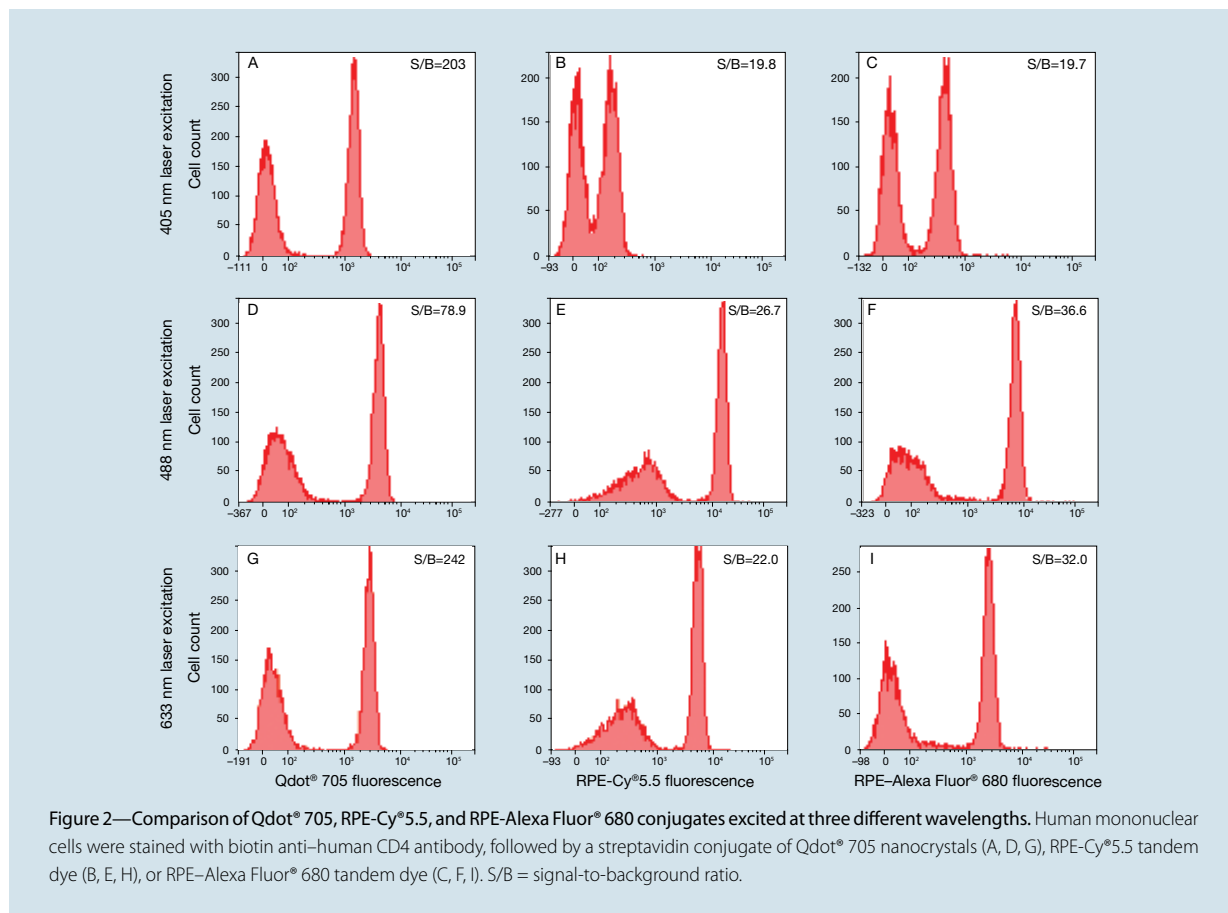 405 nm laser excitation
Cell count
A
S/B=203
300
250
200
150
100
50
0
−111 0 10² 10³ 10⁴ 10⁵
B
S/B=19.8
200
150
100
50
0
−93 0 10² 10³ 10⁴ 10⁵
C
S/B=19.7
200
150
100
50
0
−132 0 10² 10³ 10⁴ 10⁵
488 nm laser excitation
Cell count
D
S/B=78.9
300
250
200
150
100
50
0
−367 0 10² 10³ 10⁴ 10⁵
E
S/B=26.7
300
250
200
150
100
50
0
−277 0 10² 10³ 10⁴ 10⁵
F
S/B=36.6
300
250
200
150
100
50
0
−323 0 10² 10³ 10⁴ 10⁵
633 nm laser excitation
Cell count
G
S/B=242
300
250
200
150
100
50
0
−191 0 10² 10³ 10⁴ 10⁵
Qdot® 705 fluorescence
H
S/B=22.0
300
250
200
150
100
50
0
−93 0 10² 10³ 10⁴ 10⁵
RPE-Cy®5.5 fluorescence
I
S/B=32.0
250
200
150
100
50
0
−98 0 10² 10³ 10⁴ 10⁵
RPE–Alexa Fluor® 680 fluorescence
Figure 2—Comparison of Qdot® 705, RPE-Cy®5.5, and RPE-Alexa Fluor® 680 conjugates excited at three different wavelengths. Human mononuclear
cells were stained with biotin anti–human CD4 antibody, followed by a streptavidin conjugate of Qdot® 705 nanocrystals (A, D, G), RPE-Cy®5.5 tandem
dye (B, E, H), or RPE–Alexa Fluor® 680 tandem dye (C, F, I). S/B = signal-to-background ratio.